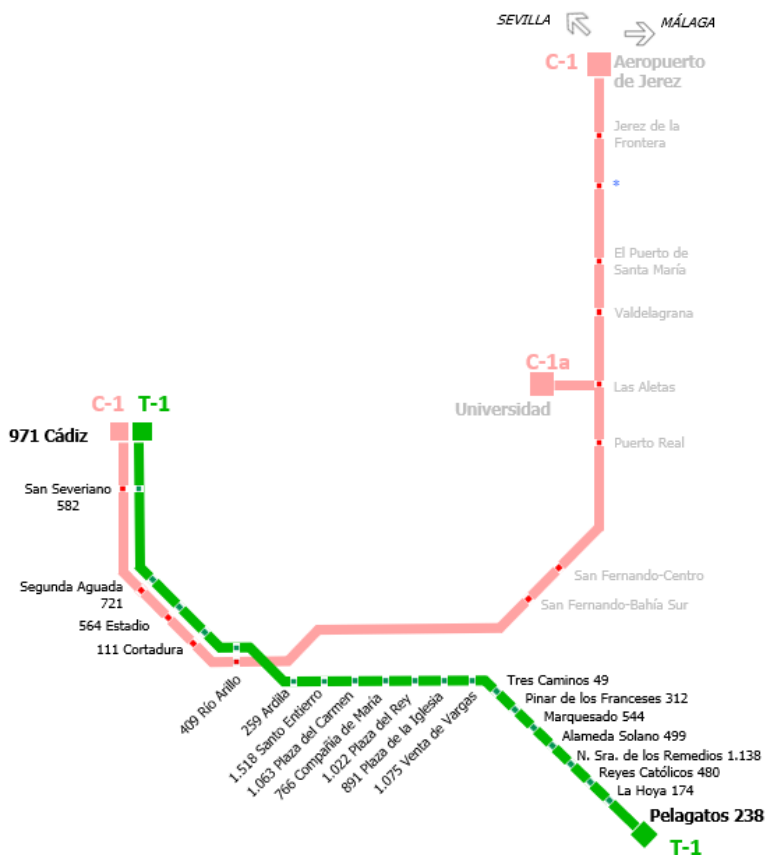 SEVILLA
MÁLAGA
C-1
Aeropuerto
de Jerez
Jerez de la
Frontera
*
El Puerto de
Santa María
Valdelagrana
C-1a
Las Aletas
Universidad
C-1 T-1
971 Cádiz
Puerto Real
San Severiano
582
San Fernando-Centro
Segunda Aguada
721
San Fernando-Bahía Sur
564 Estadio
111 Cortadura
409 Río Arillo
259 Ardila
1.518 Santo Entierro
1.063 Plaza del Carmen
766 Compañía de María
1.022 Plaza del Rey
891 Plaza de la Iglesia
1.075 Venta de Vargas
Tres Caminos 49
Pinar de los Franceses 312
Marquesado 544
Alameda Solano 499
N. Sra. de los Remedios 1.138
Reyes Católicos 480
La Hoya 174
Pelagatos 238
T-1